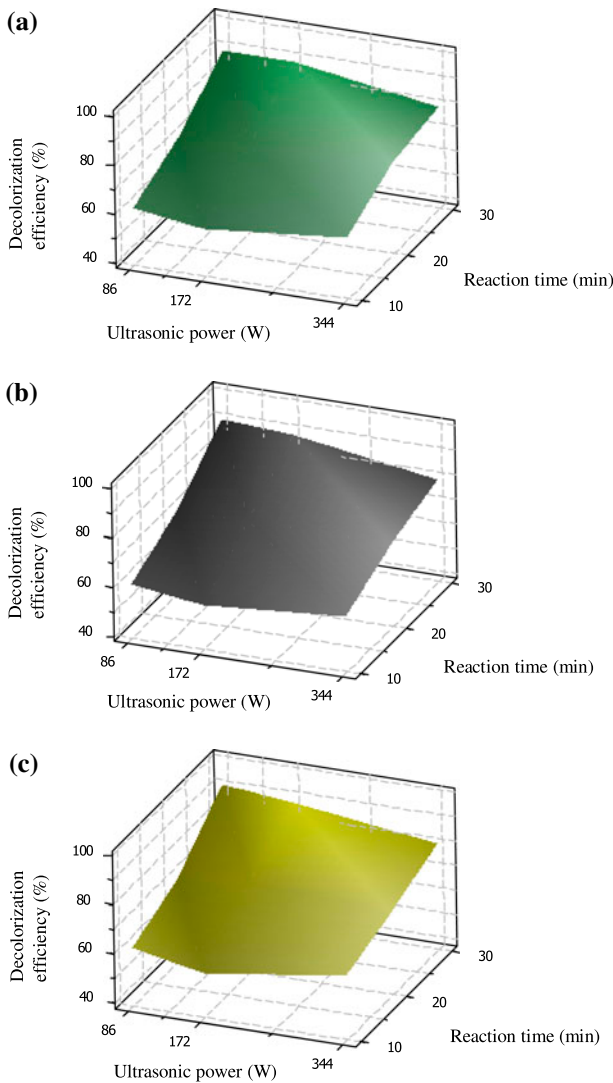 (a)
100
80
60
40
Decolorization
efficiency (%)
86
172
344
Ultrasonic power (W)
10
20
30
Reaction time (min)
(b)
100
80
60
40
Decolorization
efficiency (%)
86
172
344
Ultrasonic power (W)
10
20
30
Reaction time (min)
(c)
100
80
60
40
Decolorization
efficiency (%)
86
172
344
Ultrasonic power (W)
10
20
30
Reaction time (min)